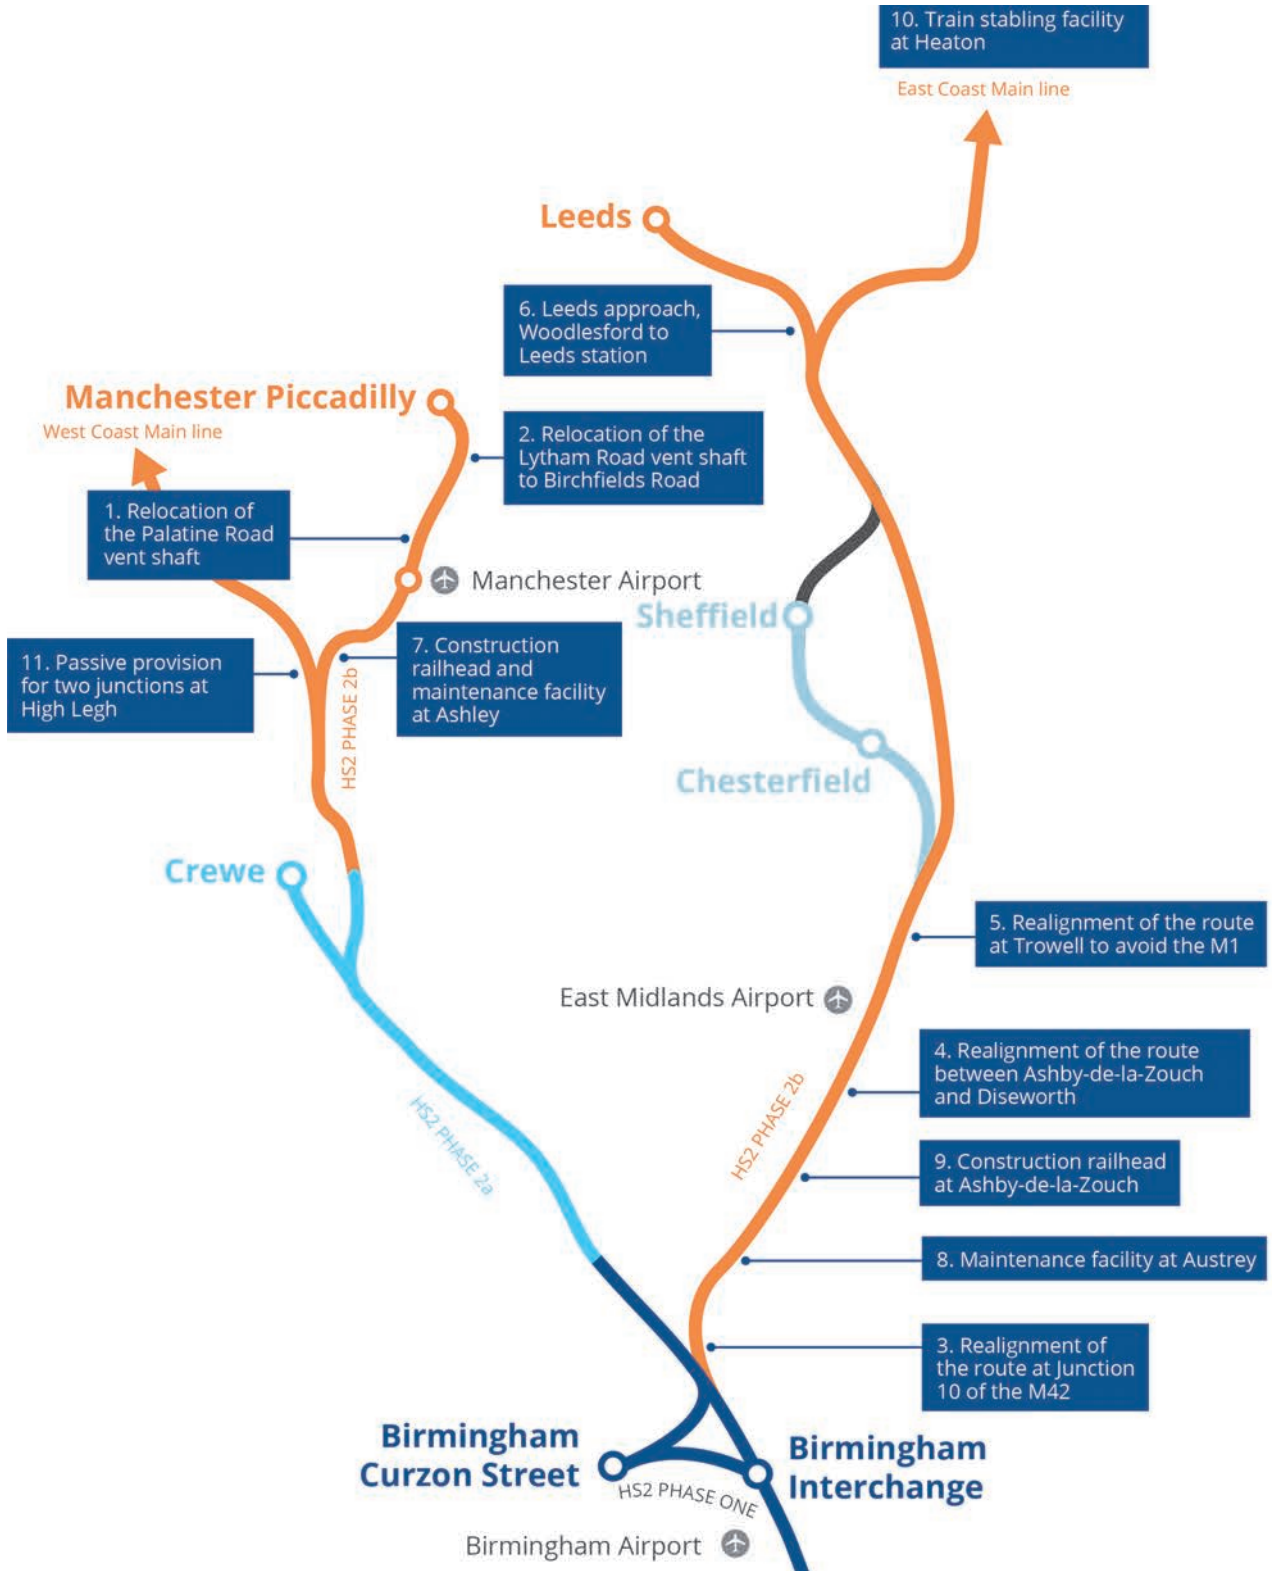 10. Train stabling facility
at Heaton
East Coast Main line
Leeds
6. Leeds approach,
Woodlesford to
Leeds station
Manchester Piccadilly
West Coast Main line
2. Relocation of the
Lytham Road vent shaft
to Birchfields Road
1. Relocation of
the Palatine Road
vent shaft
Manchester Airport
Sheffield
11. Passive provision
for two junctions at
High Legh
HS2 PHASE 2b
7. Construction
railhead and
maintenance facility
at Ashley
Chesterfield
Crewe
5. Realignment of the route
at Trowell to avoid the M1
East Midlands Airport
4. Realignment of the route
between Ashby-de-la-Zouch
and Diseworth
HS2 PHASE 2a
HS2 PHASE 2b
9. Construction railhead
at Ashby-de-la-Zouch
8. Maintenance facility at Austrey
3. Realignment of
the route at Junction
10 of the M42
Birmingham
Curzon Street
Birmingham
Interchange
HS2 PHASE ONE
Birmingham Airport